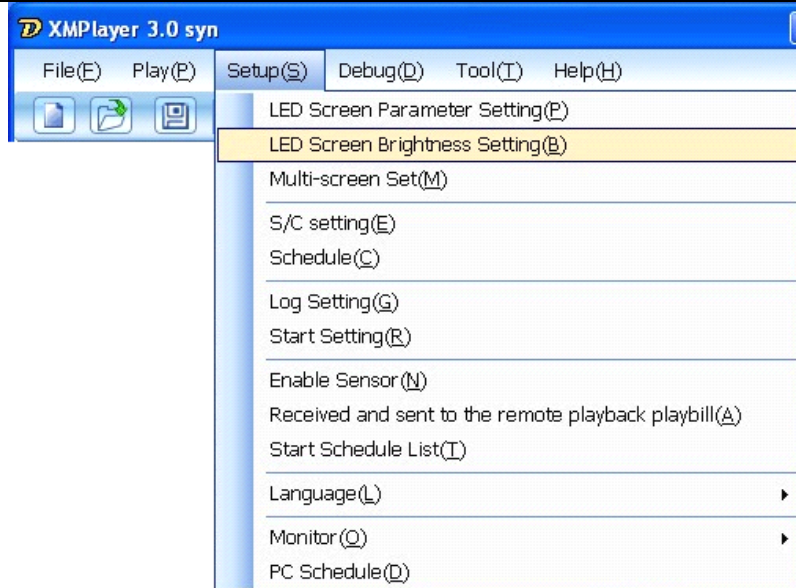 XMPlayer 3.0 syn
File(F) Play(P) Setup(S) Debug(D) Tool(T) Help(H)
LED Screen Parameter Setting(P)
LED Screen Brightness Setting(B)
Multi-screen Set(M)
S/C setting(E)
Schedule(C)
Log Setting(G)
Start Setting(R)
Enable Sensor(N)
Received and sent to the remote playback playbill(A)
Start Schedule List(T)
Language(L)
Monitor(O)
PC Schedule(D)